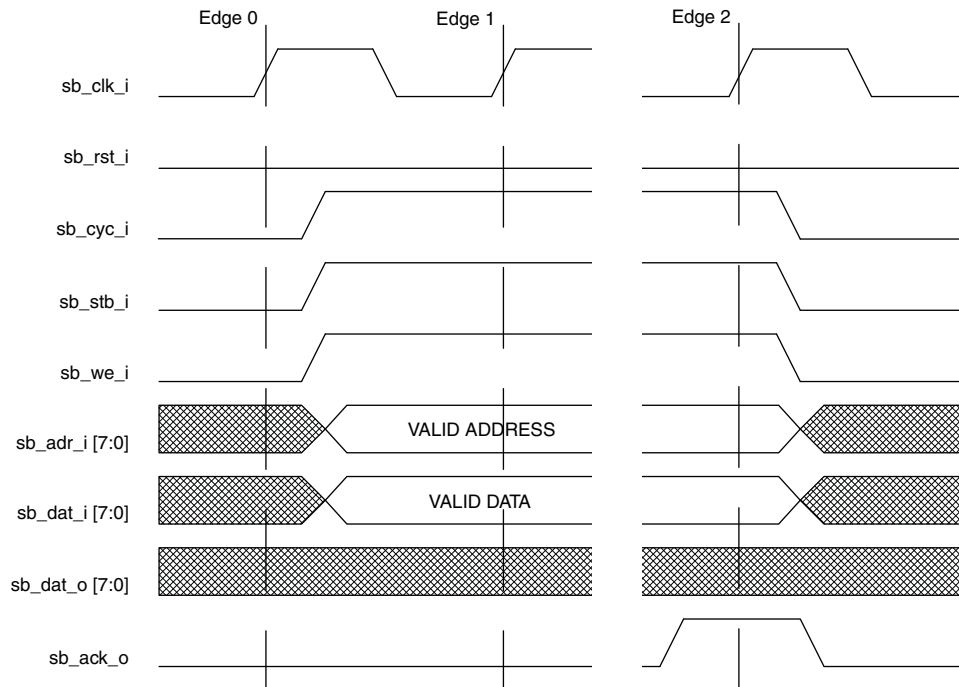 Edge 0 Edge 1 Edge 2
sb_clk_i
sb_rst_i
sb_cyc_i
sb_stb_i
sb_we_i
sb_adr_i [7:0] VALID ADDRESS
sb_dat_i [7:0] VALID DATA
sb_dat_o [7:0]
sb_ack_o